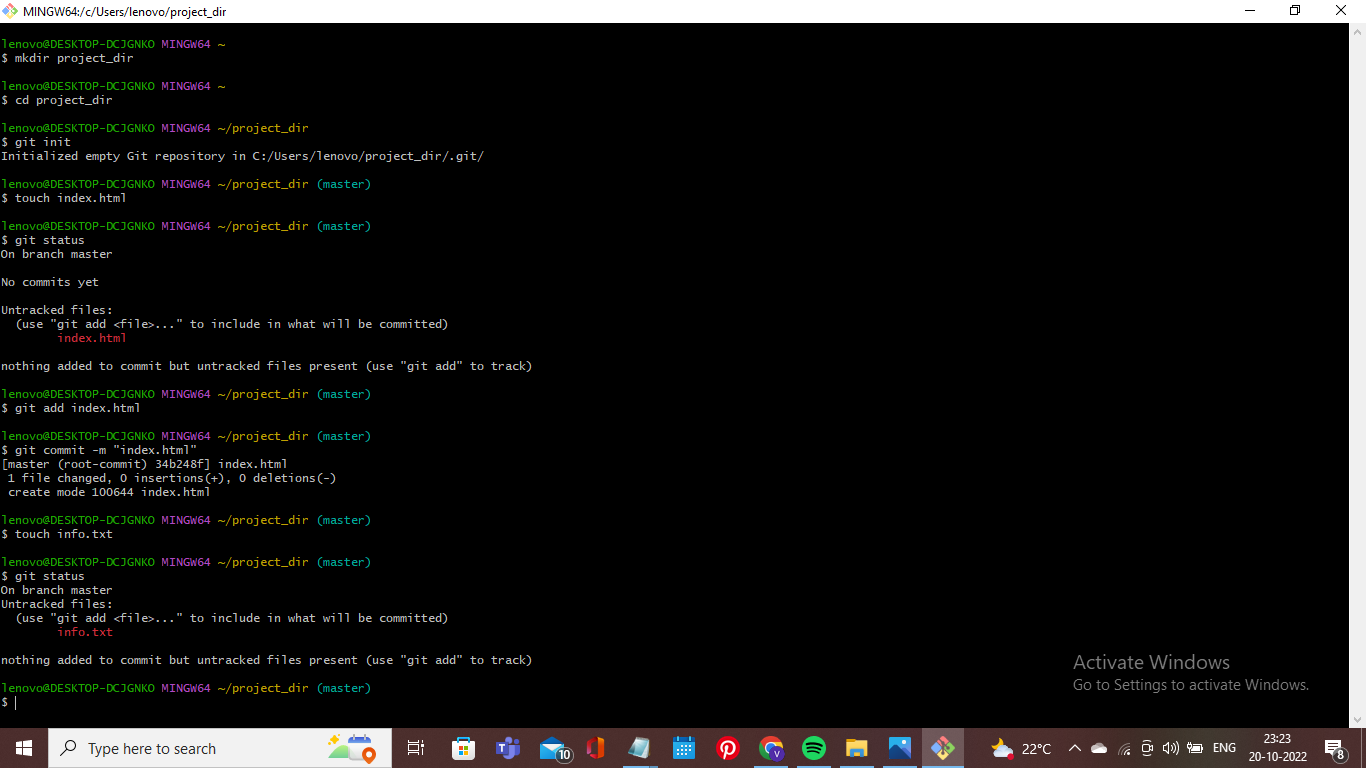 MINGW64:/c/Users/lenovo/project_dir
lenovo@DESKTOP-DCJGNKO MINGW64 ~
$ mkdir project_dir
lenovo@DESKTOP-DCJGNKO MINGW64 ~
$ cd project_dir
lenovo@DESKTOP-DCJGNKO MINGW64 ~/project_dir
$ git init
Initialized empty Git repository in C:/Users/lenovo/project_dir/.git/
lenovo@DESKTOP-DCJGNKO MINGW64 ~/project_dir (master)
$ touch index.html
lenovo@DESKTOP-DCJGNKO MINGW64 ~/project_dir (master)
$ git status
On branch master
No commits yet
Untracked files:
(use "git add <file>..." to include in what will be committed)
index.html
nothing added to commit but untracked files present (use "git add" to track)
lenovo@DESKTOP-DCJGNKO MINGW64 ~/project_dir (master)
$ git add index.html
lenovo@DESKTOP-DCJGNKO MINGW64 ~/project_dir (master)
$ git commit -m "index.html"
[master (root-commit) 34b248f] index.html
1 file changed, 0 insertions(+), 0 deletions(-)
create mode 100644 index.html
lenovo@DESKTOP-DCJGNKO MINGW64 ~/project_dir (master)
$ touch info.txt
lenovo@DESKTOP-DCJGNKO MINGW64 ~/project_dir (master)
$ git status
On branch master
Untracked files:
(use "git add <file>..." to include in what will be committed)
info.txt
nothing added to commit but untracked files present (use "git add" to track)
lenovo@DESKTOP-DCJGNKO MINGW64 ~/project_dir (master)
$
Activate Windows
Go to Settings to activate Windows.
Type here to search
10
V
22°C
ENG
23:23
20-10-2022
8